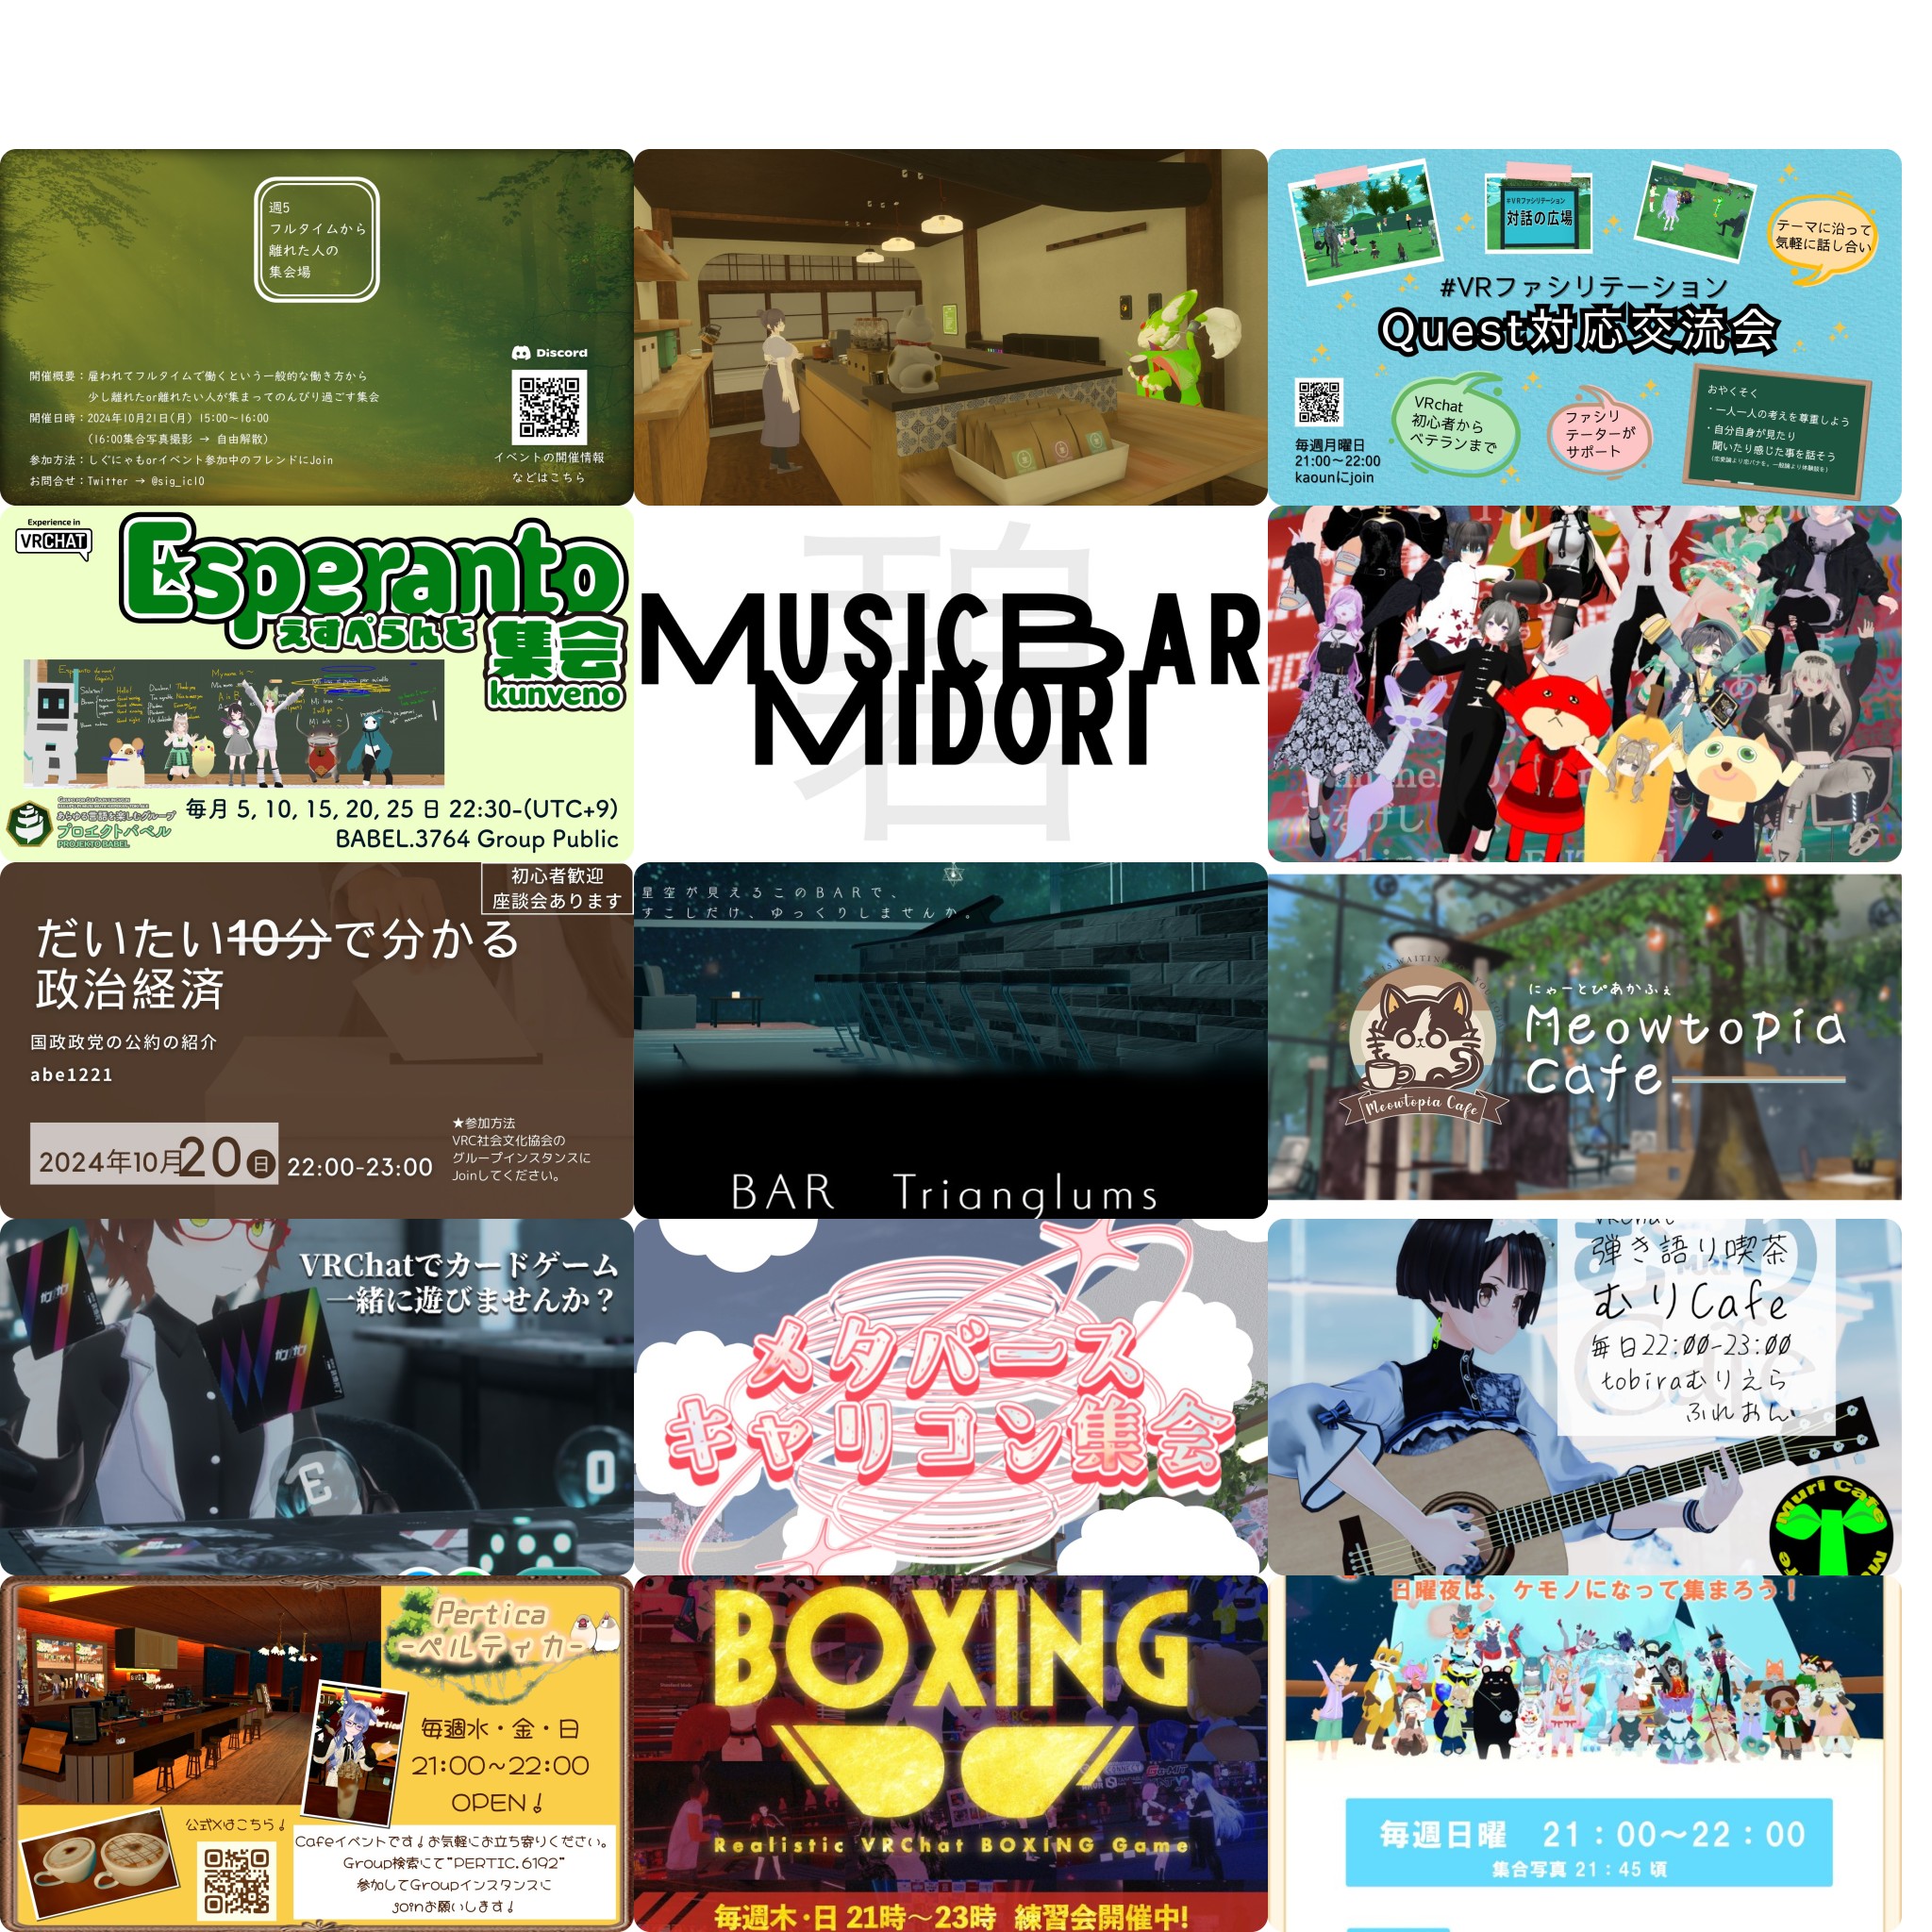 週5
フルタイムから
離れた人の
集会場
開催概要：雇われてフルタイムで働くという一般的な働き方から
少し離れたor離れたい人が集まってのんびり過ごす集会
開催日時：2024年10月21日(月) 15:00〜16:00
(16:00集合写真撮影 → 自由解散)
参加方法：しぐにゃもorイベント参加中のフレンドにJoin
お問合せ：Twitter → @sig_icl0
Discord
イベントの開催情報
などはこちら
#VRファシリテーション
対話の広場
テーマに沿って
気軽に話し合い
#VRファシリテーション
Quest対応交流会
毎週月曜日
21:00〜22:00
kaounにjoin
VRchat
初心者から
ベテランまで
ファシリ
テーターが
サポート
おやくそく
・一人一人の考えを尊重しよう
・自分自身が見たり
聞いたり感じた事を話そう
Experience in
VRCHAT
Esperanto
えすぺらんと
集会
kunveno
あらゆる言語を楽しむグループ
プロエクトバベル
PROJEKTO BABEL
毎月 5, 10, 15, 20, 25 日 22:30-(UTC+9)
BABEL.3764 Group Public
碧
MUSICBAR
MIDORI
初心者歓迎
座談会あります
だいたい10分で分かる
政治経済
国政政党の公約の紹介
abe1221
2024年10月20日 22:00-23:00
★参加方法
VRC社会文化協会の
グループインスタンスに
Joinしてください。
星空が見えるこのBARで、
すこしだけ、ゆっくりしませんか。
BAR Trianglums
にゃーとぴあかふぇ
Meowtopia
Cafe
Meowtopia Cafe
VRChatでカードゲーム
一緒に遊びませんか？
E
O
メタバース
キャリコン集会
VRChat
弾き語り喫茶
むりCafe
毎日22:00-23:00
tobiraむりえら
ふれおん
Muri Cafe
Pertica
-ペルティカ-
毎週水・金・日
21:00~22:00
OPEN！
公式Xはこちら！
Cafeイベントです！お気軽にお立ち寄りください。
Group検索にて"PERTIC.6192"
参加してGroupインスタンスに
joinお願いします！
BOXING
Realistic VRChat BOXING Game
毎週木・日 21時〜23時 練習会開催中!
日曜夜は、ケモノになって集まろう！
毎週日曜 21：00〜22：00
集合写真 21：45 頃